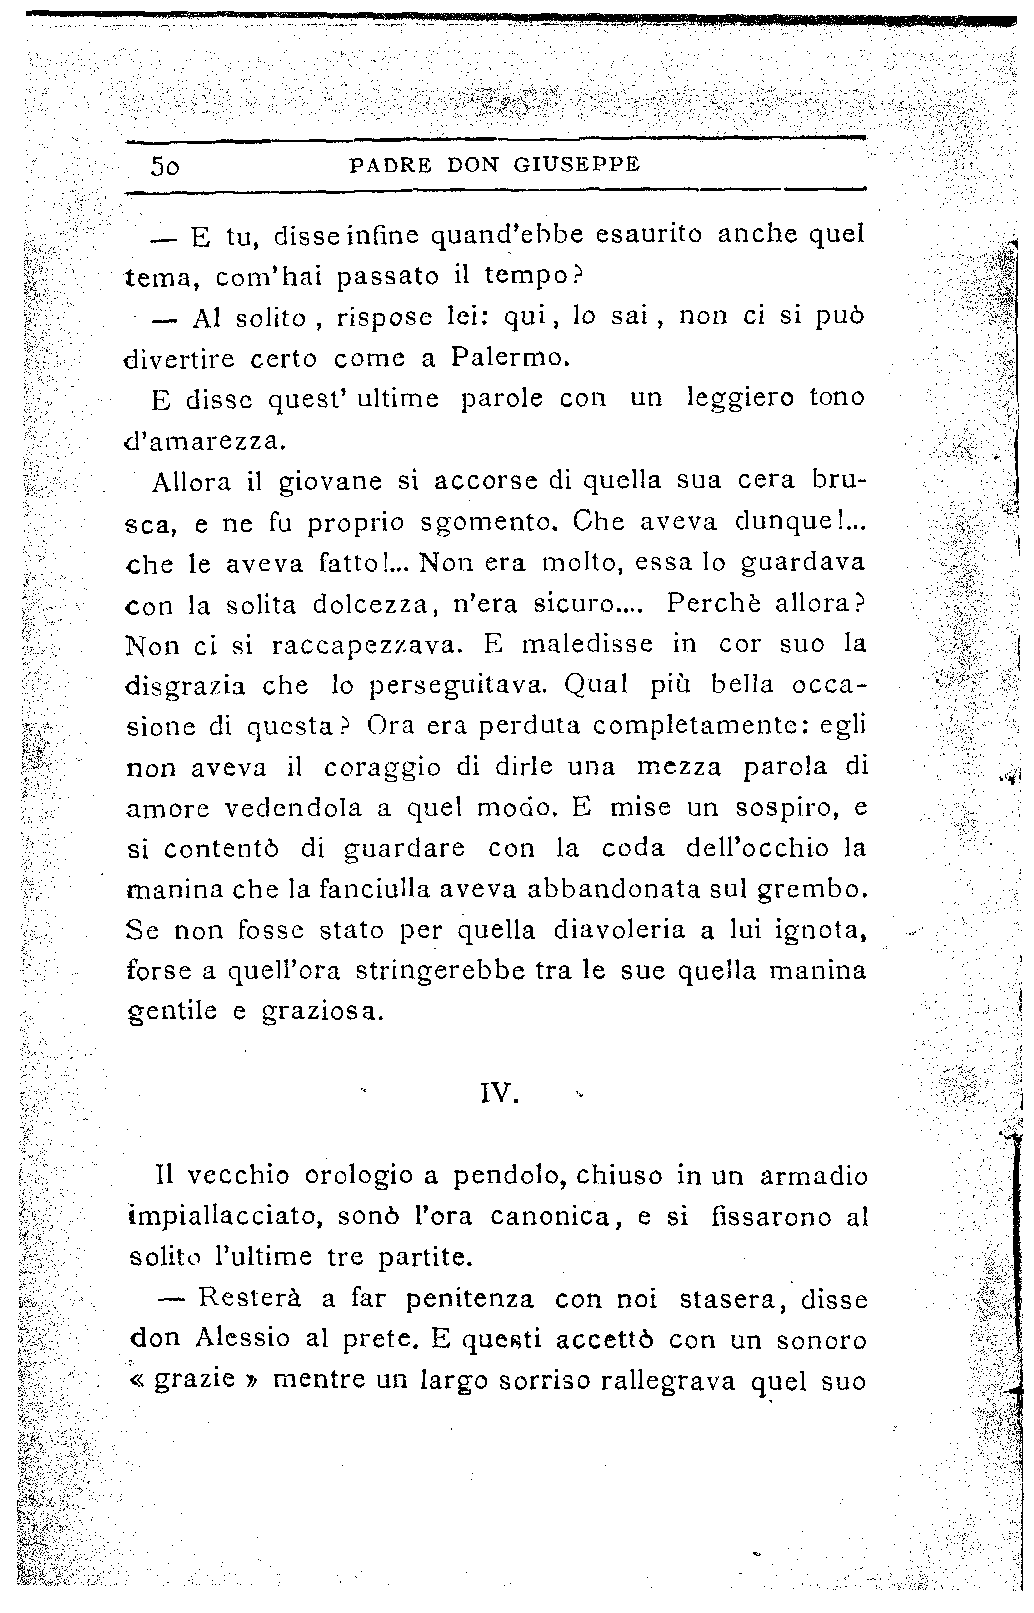 50 PADRE DON GIUSEPPE
— E tu, disse infine quand'ebbe esaurito anche quel
tema, com'hai passato il tempo?
— Al solito, rispose lei: qui, lo sai, non ci si può
divertire certo come a Palermo.
E disse quest' ultime parole con un leggiero tono
d'amarezza.
Allora il giovane si accorse di quella sua cera bru-
sca, e ne fu proprio sgomento. Che aveva dunque!...
che le aveva fatto!... Non era molto, essa lo guardava
con la solita dolcezza, n'era sicuro.... Perchè allora?
Non ci si raccapezzava. E maledisse in cor suo la
disgrazia che lo perseguitava. Qual più bella occa-
sione di questa? Ora era perduta completamente: egli
non aveva il coraggio di dirle una mezza parola di
amore vedendola a quel modo. E mise un sospiro, e
si contentò di guardare con la coda dell'occhio la
manina che la fanciulla aveva abbandonata sul grembo.
Se non fosse stato per quella diavoleria a lui ignota,
forse a quell'ora stringerebbe tra le sue quella manina
gentile e graziosa.
IV.
Il vecchio orologio a pendolo, chiuso in un armadio
impiallacciato, sonò l'ora canonica, e si fissarono al
solito l'ultime tre partite.
— Resterà a far penitenza con noi stasera, disse
don Alessio al prete. E questi accettò con un sonoro
« grazie » mentre un largo sorriso rallegrava quel suo